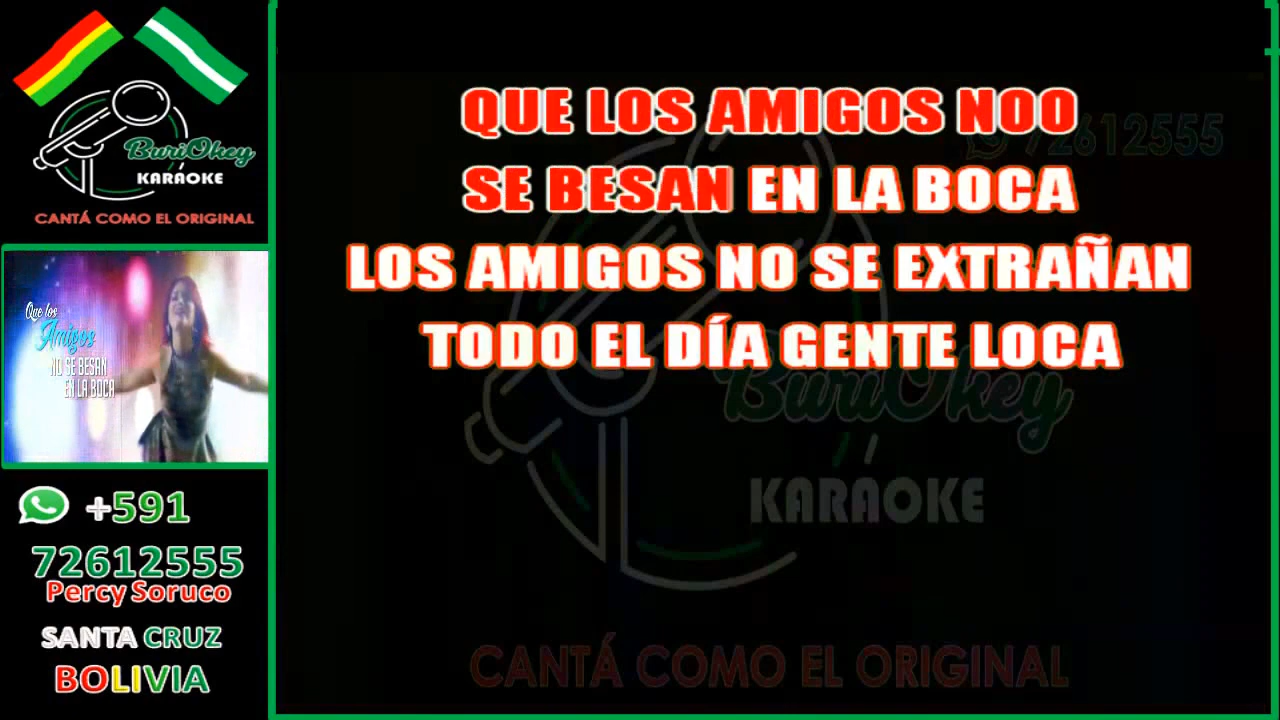 BuriOkey
KARAOKE
CANTÁ COMO EL ORIGINAL
Que los
Amigos
NO SE BESAN
EN LA BOCA
+591
72612555
Percy Soruco
SANTA CRUZ
BOLIVIA
QUE LOS AMIGOS NOO
SE BESAN EN LA BOCA
LOS AMIGOS NO SE EXTRAÑAN
TODO EL DÍA GENTE LOCA
72612555
BuriOkey
KARAOKE
CANTÁ COMO EL ORIGINAL